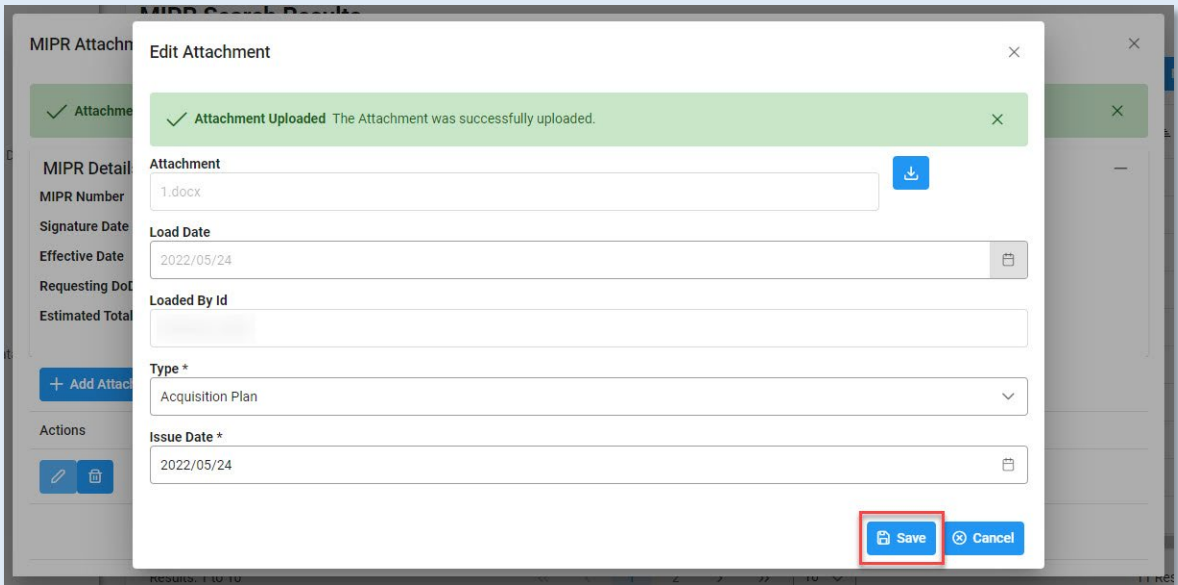 MIPR Search Results
MIPR Attachm
Edit Attachment
Attachme
Attachment Uploaded The Attachment was successfully uploaded.
MIPR Detail
Attachment
1.docx
MIPR Number
Signature Date
Load Date
Effective Date
2022/05/24
Requesting DoD
Loaded By Id
Estimated Total
Type *
+ Add Attach
Acquisition Plan
Actions
Issue Date *
2022/05/24
Save
Cancel
Results: 1 to 10
1
2
10
11 Res